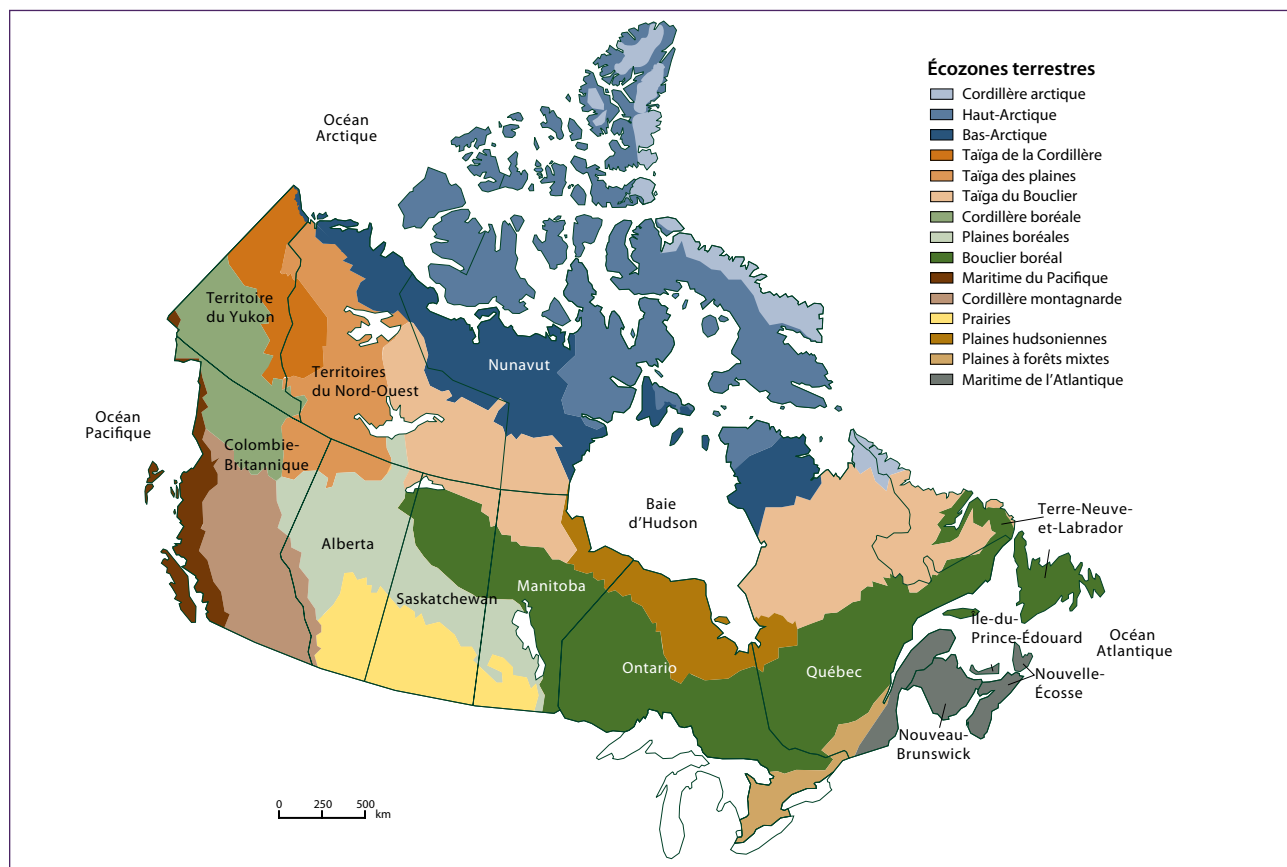 Écozones terrestres
Cordillère arctique
Haut-Arctique
Bas-Arctique
Taïga de la Cordillère
Taïga des plaines
Taïga du Bouclier
Cordillère boréale
Plaines boréales
Bouclier boréal
Maritime du Pacifique
Cordillère montagnarde
Prairies
Plaines hudsoniennes
Plaines à forêts mixtes
Maritime de l'Atlantique
Océan
Arctique
Territoire
du Yukon
Nunavut
Territoires
du Nord-Ouest
Océan
Pacifique
Colombie-
Britannique
Baie
d'Hudson
Terre-Neuve-
et-Labrador
Alberta
Manitoba
Saskatchewan
Île-du-
Prince-Édouard
Océan
Atlantique
Ontario
Québec
Nouvelle-
Écosse
Nouveau-
Brunswick
0 250 500
km